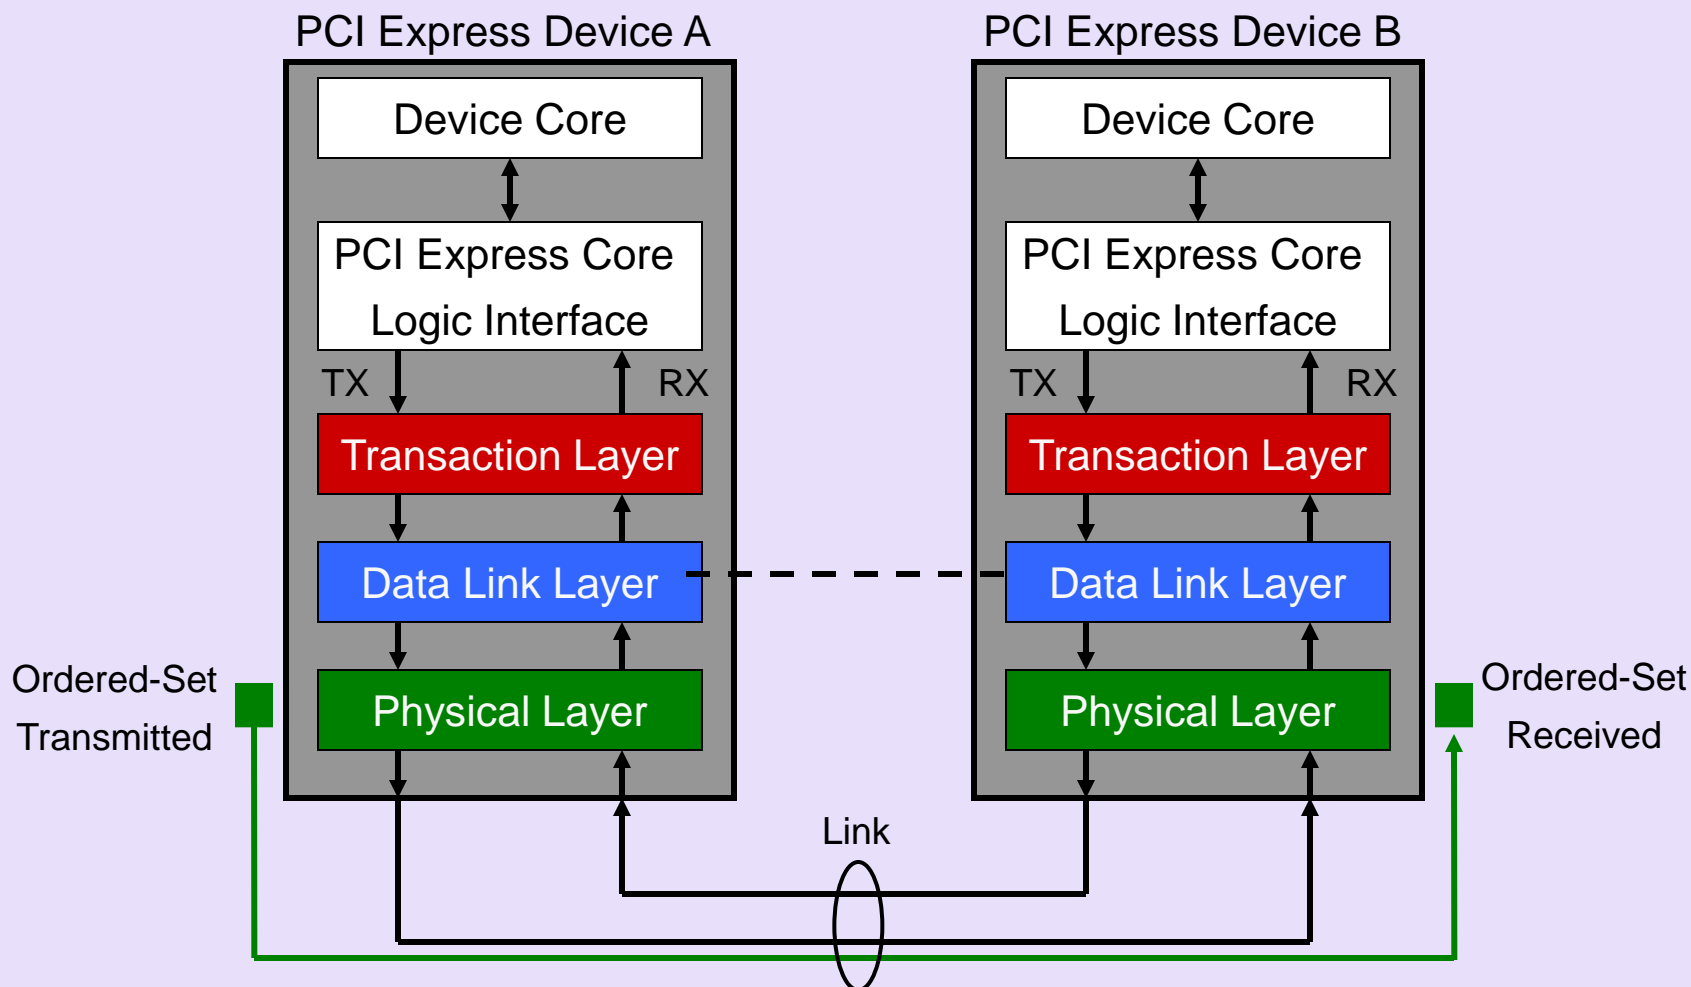 PCI Express Device A
PCI Express Device B
Device Core
Device Core
PCI Express Core
Logic Interface
PCI Express Core
Logic Interface
TX
RX
TX
RX
Transaction Layer
Transaction Layer
Data Link Layer
Data Link Layer
Ordered-Set
Transmitted
Physical Layer
Physical Layer
Ordered-Set
Received
Link